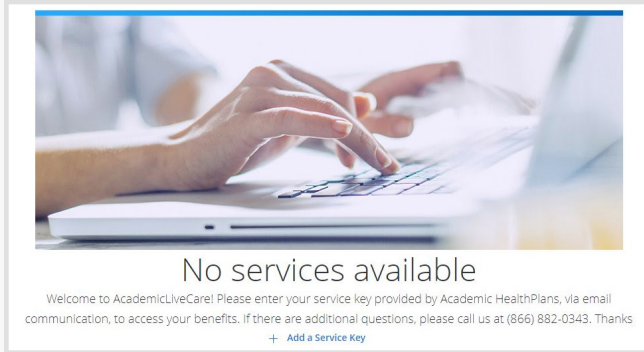 No services available
Welcome to AcademicLiveCare! Please enter your service key provided by Academic HealthPlans, via email
communication, to access your benefits. If there are additional questions, please call us at (866) 882-0343. Thanks
+ Add a Service Key